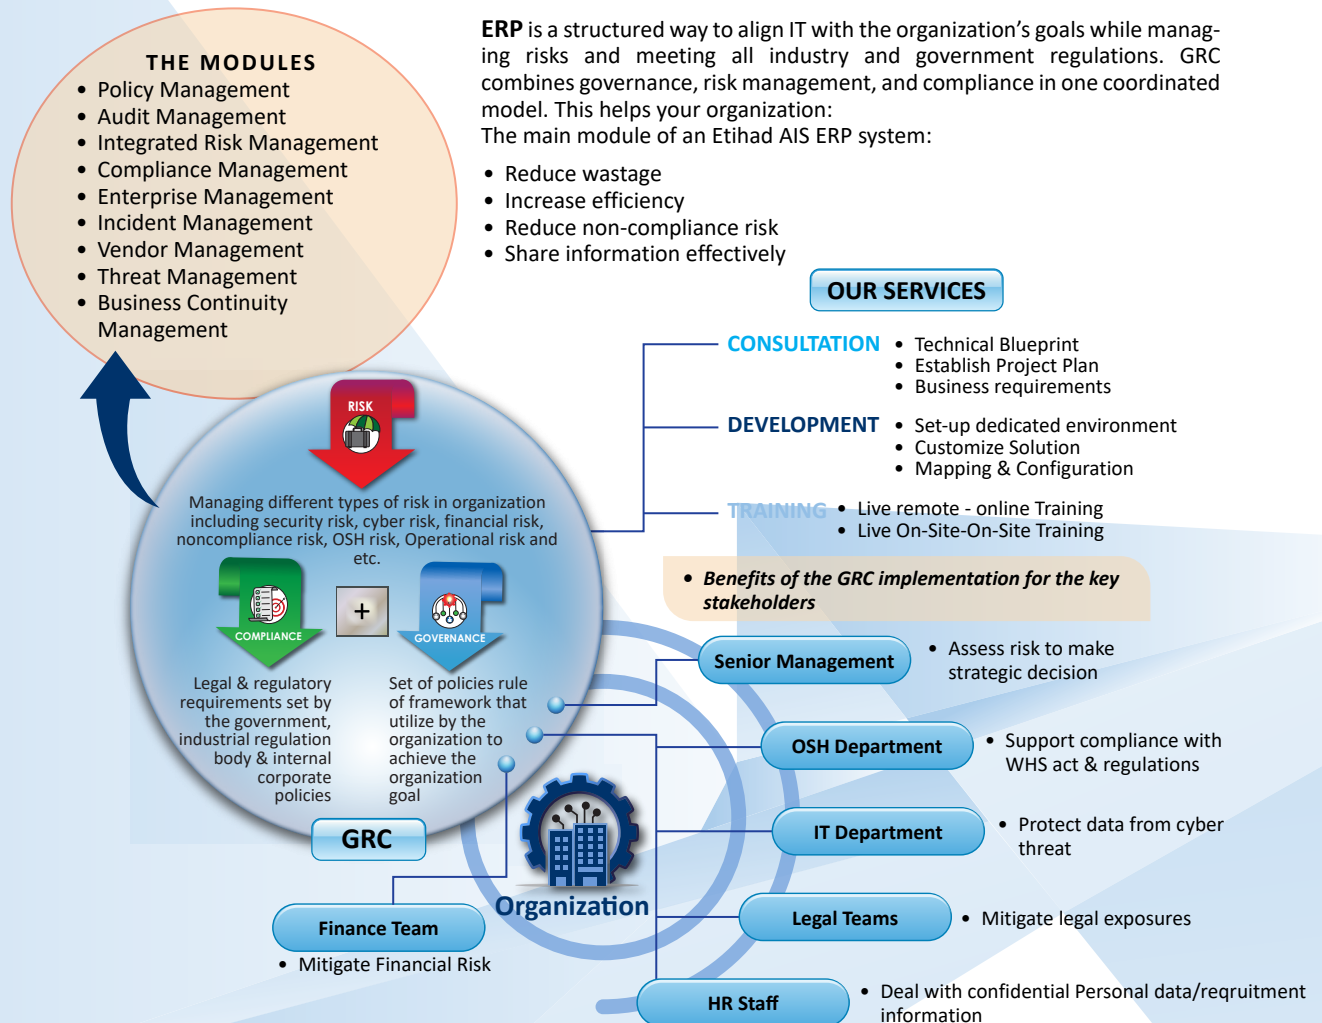 THE MODULES
• Policy Management
• Audit Management
• Integrated Risk Management
• Compliance Management
• Enterprise Management
• Incident Management
• Vendor Management
• Threat Management
• Business Continuity
Management
ERP is a structured way to align IT with the organization's goals while manag-
ing risks and meeting all industry and government regulations. GRC
combines governance, risk management, and compliance in one coordinated
model. This helps your organization:
The main module of an Etihad AIS ERP system:
• Reduce wastage
• Increase efficiency
• Reduce non-compliance risk
• Share information effectively
OUR SERVICES
CONSULTATION
• Technical Blueprint
• Establish Project Plan
• Business requirements
DEVELOPMENT
• Set-up dedicated environment
• Customize Solution
• Mapping & Configuration
TRAINING
• Live remote - online Training
• Live On-Site-On-Site Training
RISK
Managing different types of risk in organization
including security risk, cyber risk, financial risk,
noncompliance risk, OSH risk, Operational risk and
etc.
COMPLIANCE
+
GOVERNANCE
Legal & regulatory
requirements set by
the government,
industrial regulation
body & internal
corporate
policies
Set of policies rule
of framework that
utilize by the
organization to
achieve the
organization
goal
GRC
• Benefits of the GRC implementation for the key
stakeholders
Senior Management
• Assess risk to make
strategic decision
OSH Department
• Support compliance with
WHS act & regulations
IT Department
• Protect data from cyber
threat
Legal Teams
• Mitigate legal exposures
HR Staff
• Deal with confidential Personal data/reqruitment
information
Organization
Finance Team
• Mitigate Financial Risk